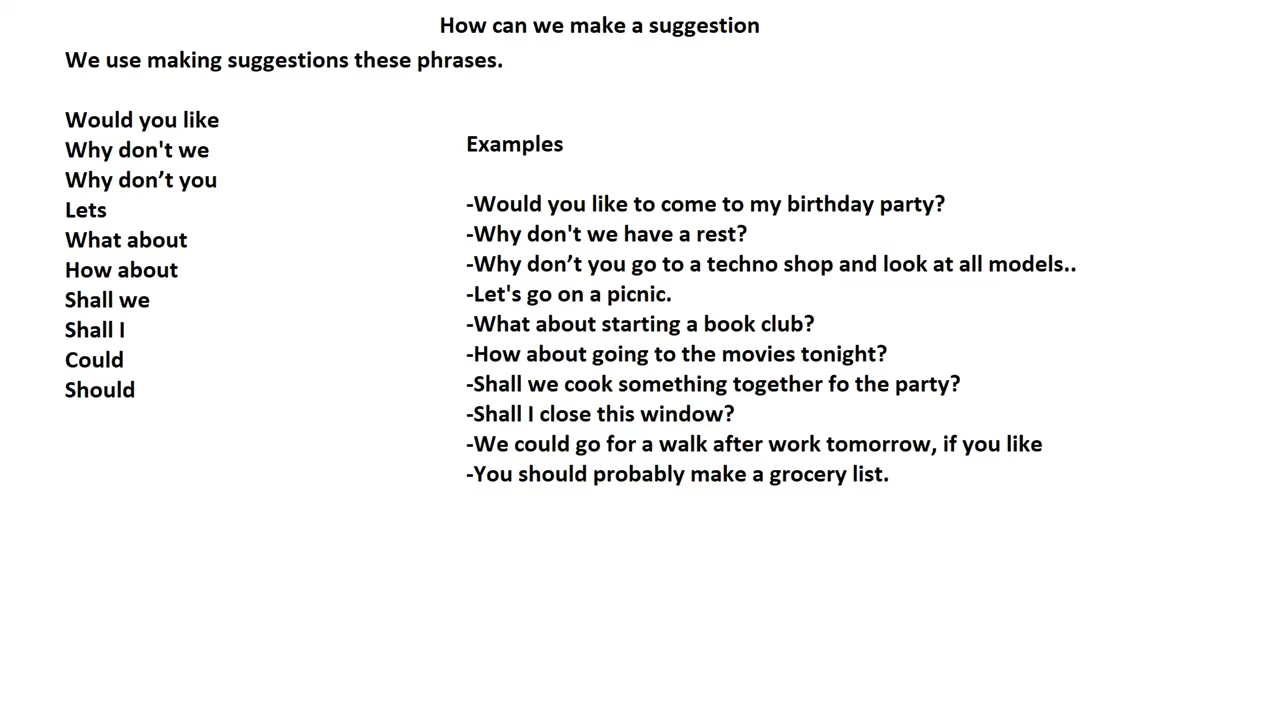 How can we make a suggestion
We use making suggestions these phrases.
Would you like
Why don't we
Why don’t you
Lets
What about
How about
Shall we
Shall I
Could
Should
Examples
-Would you like to come to my birthday party?
-Why don't we have a rest?
-Why don’t you go to a techno shop and look at all models..
-Let's go on a picnic.
-What about starting a book club?
-How about going to the movies tonight?
-Shall we cook something together fo the party?
-Shall I close this window?
-We could go for a walk after work tomorrow, if you like
-You should probably make a grocery list.